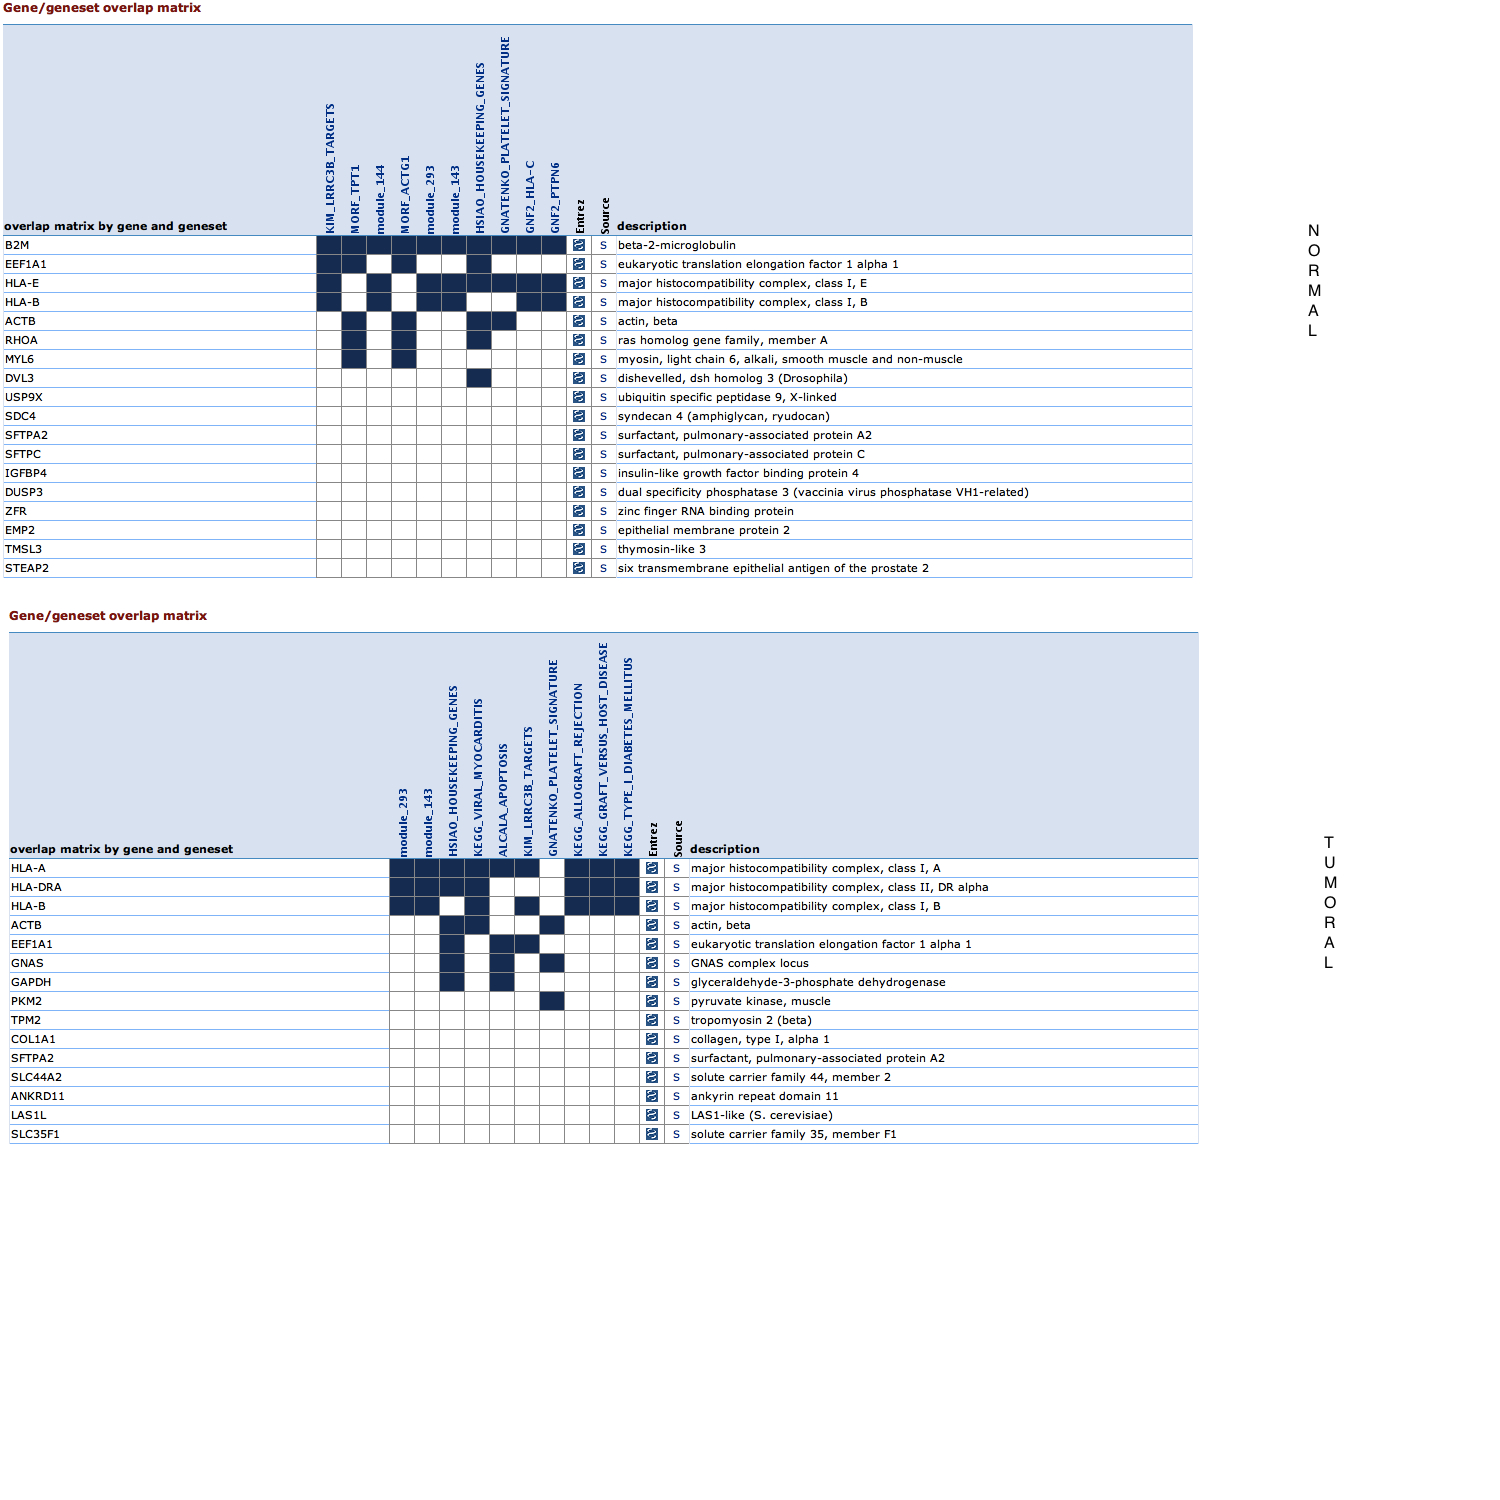 Gene/geneset overlap matrix
overlap matrix by gene and geneset KIM_LRRC3B_TARGETS MORF_TPT1 module_144 MORF_ACTG1 module_293 module_143 HSIAO_HOUSEKEEPING_GENES GNATENKO_PLATELET_SIGNATURE GNF2_HLA-C GNF2_PTPN6 Entrez Source description
B2M S beta-2-microglobulin
EEF1A1 S eukaryotic translation elongation factor 1 alpha 1
HLA-E S major histocompatibility complex, class I, E
HLA-B S major histocompatibility complex, class I, B
ACTB S actin, beta
RHOA S ras homolog gene family, member A
MYL6 S myosin, light chain 6, alkali, smooth muscle and non-muscle
DVL3 S dishevelled, dsh homolog 3 (Drosophila)
USP9X S ubiquitin specific peptidase 9, X-linked
SDC4 S syndecan 4 (amphiglycan, ryudocan)
SFTPA2 S surfactant, pulmonary-associated protein A2
SFTPC S surfactant, pulmonary-associated protein C
IGFBP4 S insulin-like growth factor binding protein 4
DUSP3 S dual specificity phosphatase 3 (vaccinia virus phosphatase VH1-related)
ZFR S zinc finger RNA binding protein
EMP2 S epithelial membrane protein 2
TMSL3 S thymosin-like 3
STEAP2 S six transmembrane epithelial antigen of the prostate 2
NORMAL
Gene/geneset overlap matrix
overlap matrix by gene and geneset module_293 module_143 HSIAO_HOUSEKEEPING_GENES KEGG_VIRAL_MYOCARDITIS ALCALA_APOPTOSIS KIM_LRRC3B_TARGETS GNATENKO_PLATELET_SIGNATURE KEGG_ALLOGRAFT_REJECTION KEGG_GRAFT_VERSUS_HOST_DISEASE KEGG_TYPE_I_DIABETES_MELLITUS Entrez Source description
HLA-A S major histocompatibility complex, class I, A
HLA-DRA S major histocompatibility complex, class II, DR alpha
HLA-B S major histocompatibility complex, class I, B
ACTB S actin, beta
EEF1A1 S eukaryotic translation elongation factor 1 alpha 1
GNAS S GNAS complex locus
GAPDH S glyceraldehyde-3-phosphate dehydrogenase
PKM2 S pyruvate kinase, muscle
TPM2 S tropomyosin 2 (beta)
COL1A1 S collagen, type I, alpha 1
SFTPA2 S surfactant, pulmonary-associated protein A2
SLC44A2 S solute carrier family 44, member 2
ANKRD11 S ankyrin repeat domain 11
LAS1L S LAS1-like (S. cerevisiae)
SLC35F1 S solute carrier family 35, member F1
TUMORAL